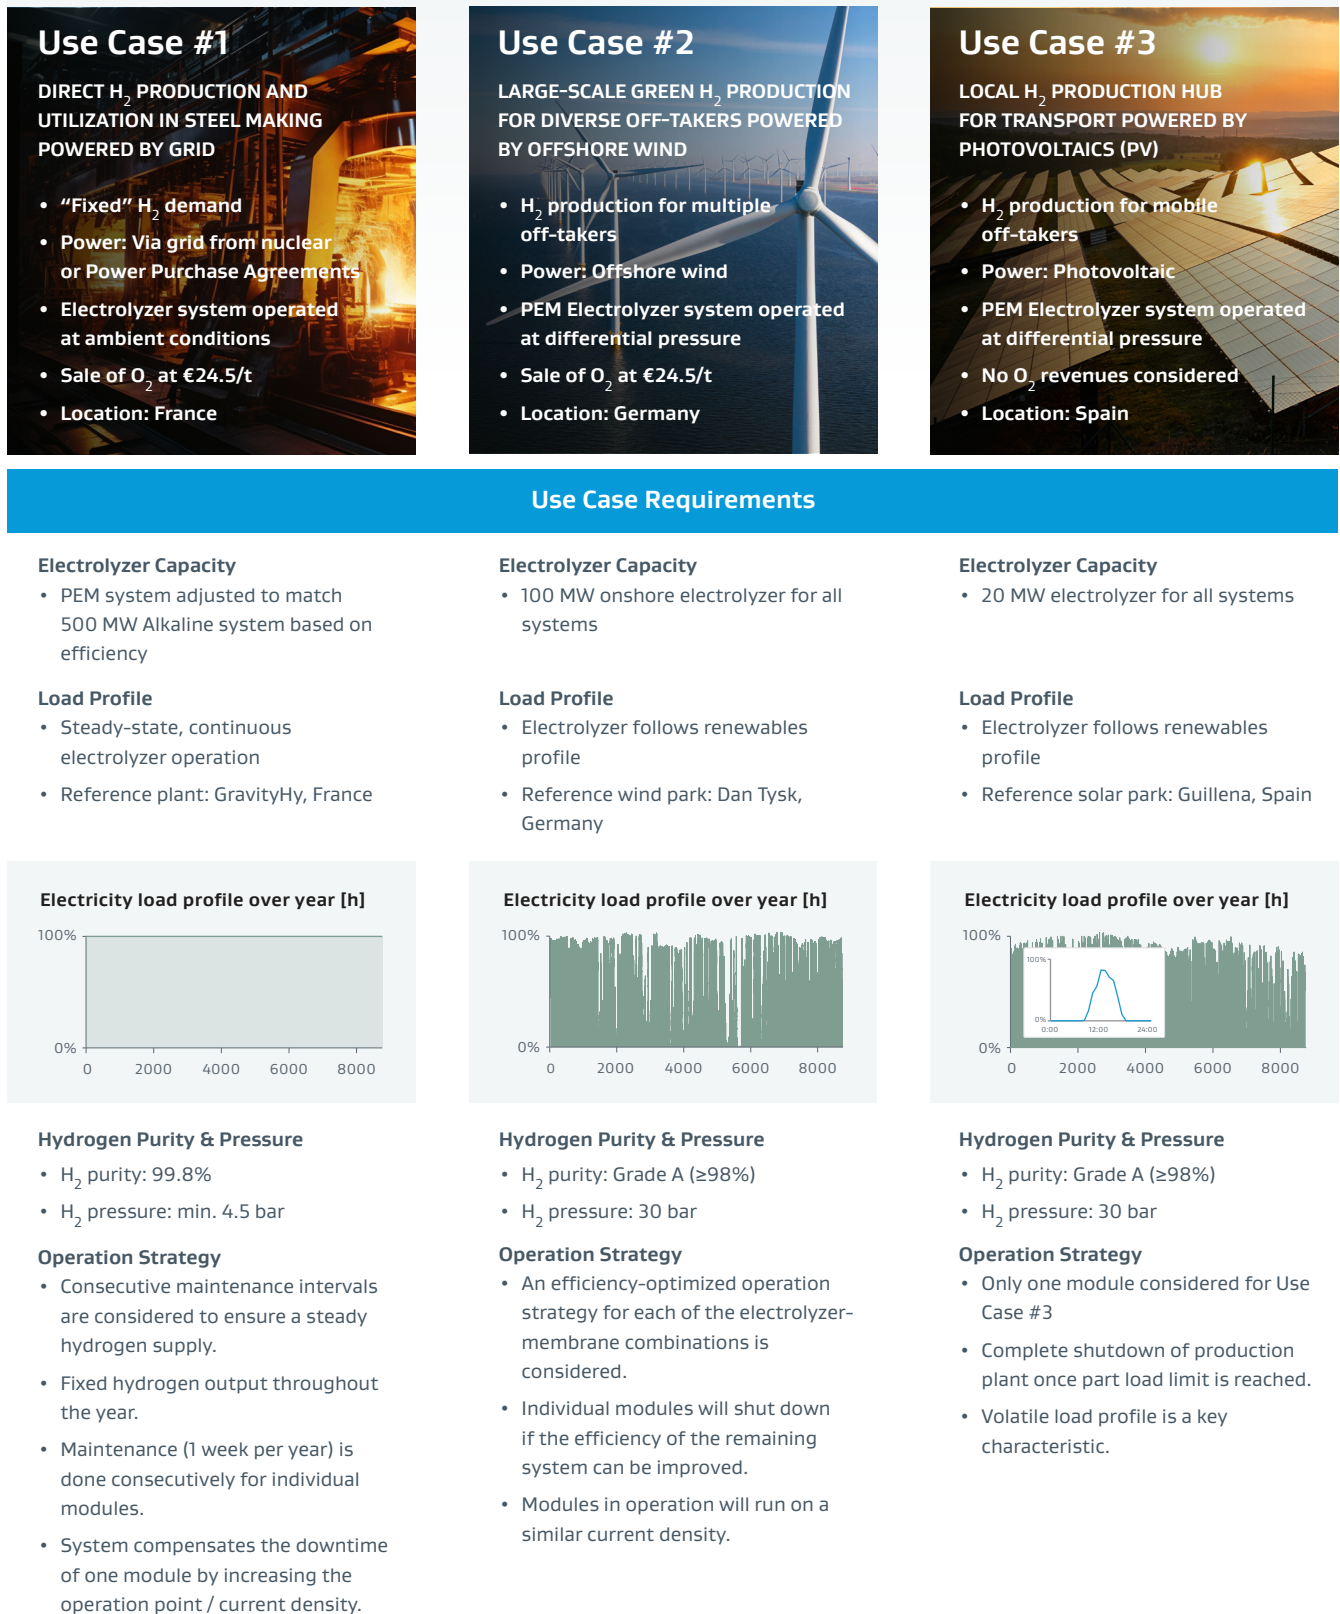 Use Case #1
DIRECT H2 PRODUCTION AND
UTILIZATION IN STEEL MAKING
POWERED BY GRID
• “Fixed” H2 demand
• Power: Via grid from nuclear
or Power Purchase Agreements
• Electrolyzer system operated
at ambient conditions
• Sale of O2 at €24.5/t
• Location: France
Use Case #2
LARGE-SCALE GREEN H2 PRODUCTION
FOR DIVERSE OFF-TAKERS POWERED
BY OFFSHORE WIND
• H2 production for multiple
off-takers
• Power: Offshore wind
• PEM Electrolyzer system operated
at differential pressure
• Sale of O2 at €24.5/t
• Location: Germany
Use Case #3
LOCAL H2 PRODUCTION HUB
FOR TRANSPORT POWERED BY
PHOTOVOLTAICS (PV)
• H2 production for mobile
off-takers
• Power: Photovoltaic
• PEM Electrolyzer system operated
at differential pressure
• No O2 revenues considered
• Location: Spain
Use Case Requirements
Electrolyzer Capacity
• PEM system adjusted to match
500 MW Alkaline system based on
efficiency
Load Profile
• Steady-state, continuous
electrolyzer operation
• Reference plant: GravityHy, France
Electrolyzer Capacity
• 100 MW onshore electrolyzer for all
systems
Load Profile
• Electrolyzer follows renewables
profile
• Reference wind park: Dan Tysk,
Germany
Electrolyzer Capacity
• 20 MW electrolyzer for all systems
Load Profile
• Electrolyzer follows renewables
profile
• Reference solar park: Guillena, Spain
Electricity load profile over year [h]
100%
0%
0 2000 4000 6000 8000
Electricity load profile over year [h]
100%
0%
0 2000 4000 6000 8000
Electricity load profile over year [h]
100%
100%
0%
0:00 12:00 24:00
0%
0 2000 4000 6000 8000
Hydrogen Purity & Pressure
• H2 purity: 99.8%
• H2 pressure: min. 4.5 bar
Operation Strategy
• Consecutive maintenance intervals
are considered to ensure a steady
hydrogen supply.
• Fixed hydrogen output throughout
the year.
• Maintenance (1 week per year) is
done consecutively for individual
modules.
• System compensates the downtime
of one module by increasing the
operation point / current density.
Hydrogen Purity & Pressure
• H2 purity: Grade A (≥98%)
• H2 pressure: 30 bar
Operation Strategy
• An efficiency-optimized operation
strategy for each of the electrolyzer-
membrane combinations is
considered.
• Individual modules will shut down
if the efficiency of the remaining
system can be improved.
• Modules in operation will run on a
similar current density.
Hydrogen Purity & Pressure
• H2 purity: Grade A (≥98%)
• H2 pressure: 30 bar
Operation Strategy
• Only one module considered for Use
Case #3
• Complete shutdown of production
plant once part load limit is reached.
• Volatile load profile is a key
characteristic.